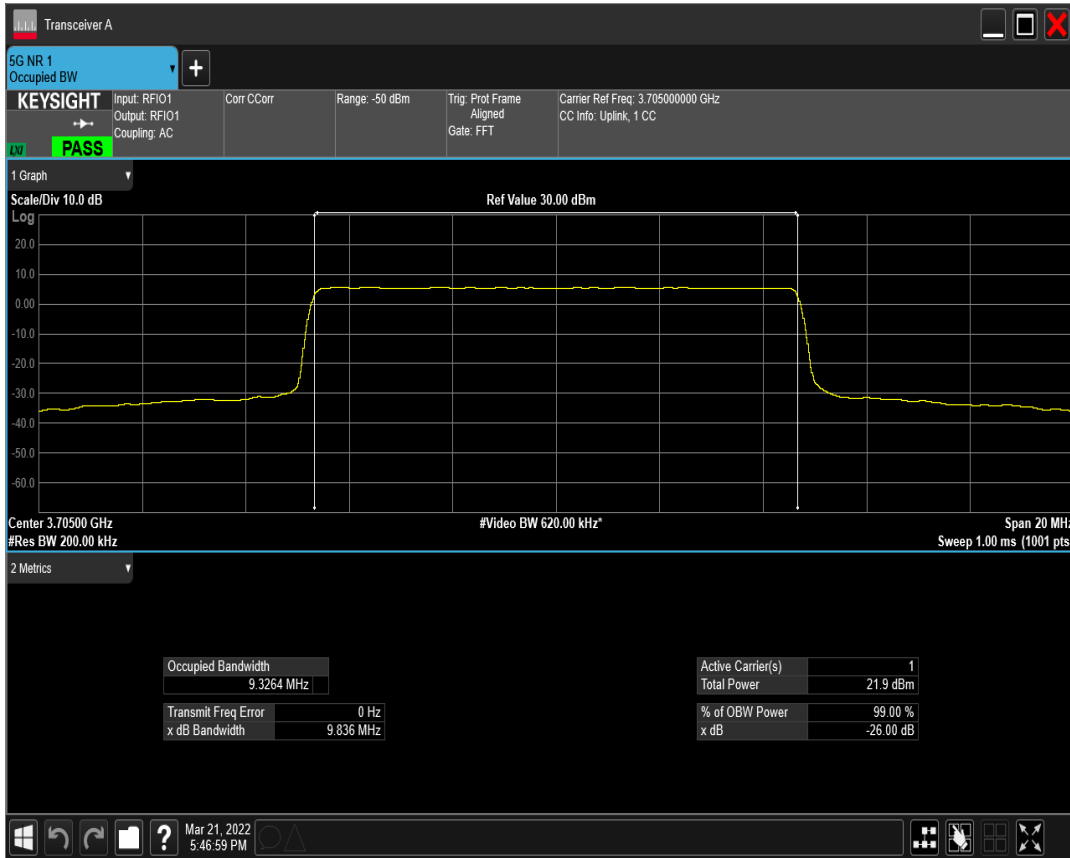 Transceiver A
5G NR 1
Occupied BW
+
KEYSIGHT
Input: RFIO1
Output: RFIO1
Coupling: AC
Corr CCorr
Range: -50 dBm
Trig: Prot Frame
Aligned
Gate: FFT
Carrier Ref Freq: 3.705000000 GHz
CC Info: Uplink, 1 CC
LXI
PASS
1 Graph
Scale/Div 10.0 dB
Ref Value 30.00 dBm
Log
20.0
10.0
0.00
-10.0
-20.0
-30.0
-40.0
-50.0
-60.0
Center 3.70500 GHz
#Video BW 620.00 kHz*
Span 20 MHz
#Res BW 200.00 kHz
Sweep 1.00 ms (1001 pts
2 Metrics
Occupied Bandwidth
9.3264 MHz
Transmit Freq Error 0 Hz
x dB Bandwidth 9.836 MHz
Active Carrier(s) 1
Total Power 21.9 dBm
% of OBW Power 99.00 %
x dB -26.00 dB
?
Mar 21, 2022
5:46:59 PM